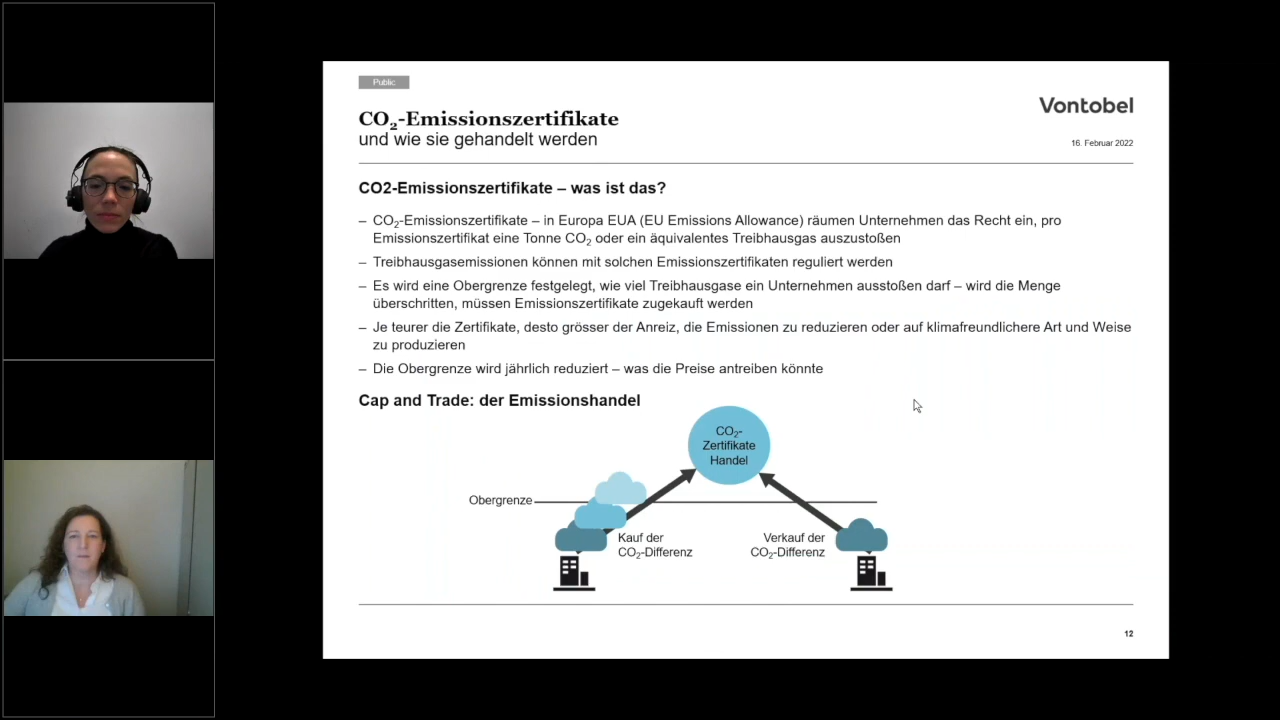 Public
Vontobel
CO₂-Emissionszertifikate
und wie sie gehandelt werden
16. Februar 2022
CO2-Emissionszertifikate – was ist das?
– CO₂-Emissionszertifikate – in Europa EUA (EU Emissions Allowance) räumen Unternehmen das Recht ein, pro
Emissionszertifikat eine Tonne CO₂ oder ein äquivalentes Treibhausgas auszustoßen
– Treibhausgasemissionen können mit solchen Emissionszertifikaten reguliert werden
– Es wird eine Obergrenze festgelegt, wie viel Treibhausgase ein Unternehmen ausstoßen darf – wird die Menge
überschritten, müssen Emissionszertifikate zugekauft werden
– Je teurer die Zertifikate, desto grösser der Anreiz, die Emissionen zu reduzieren oder auf klimafreundlichere Art und Weise
zu produzieren
– Die Obergrenze wird jährlich reduziert – was die Preise antreiben könnte
Cap and Trade: der Emissionshandel
CO₂-
Zertifikate
Handel
Obergrenze
Kauf der
CO₂-Differenz
Verkauf der
CO₂-Differenz
12